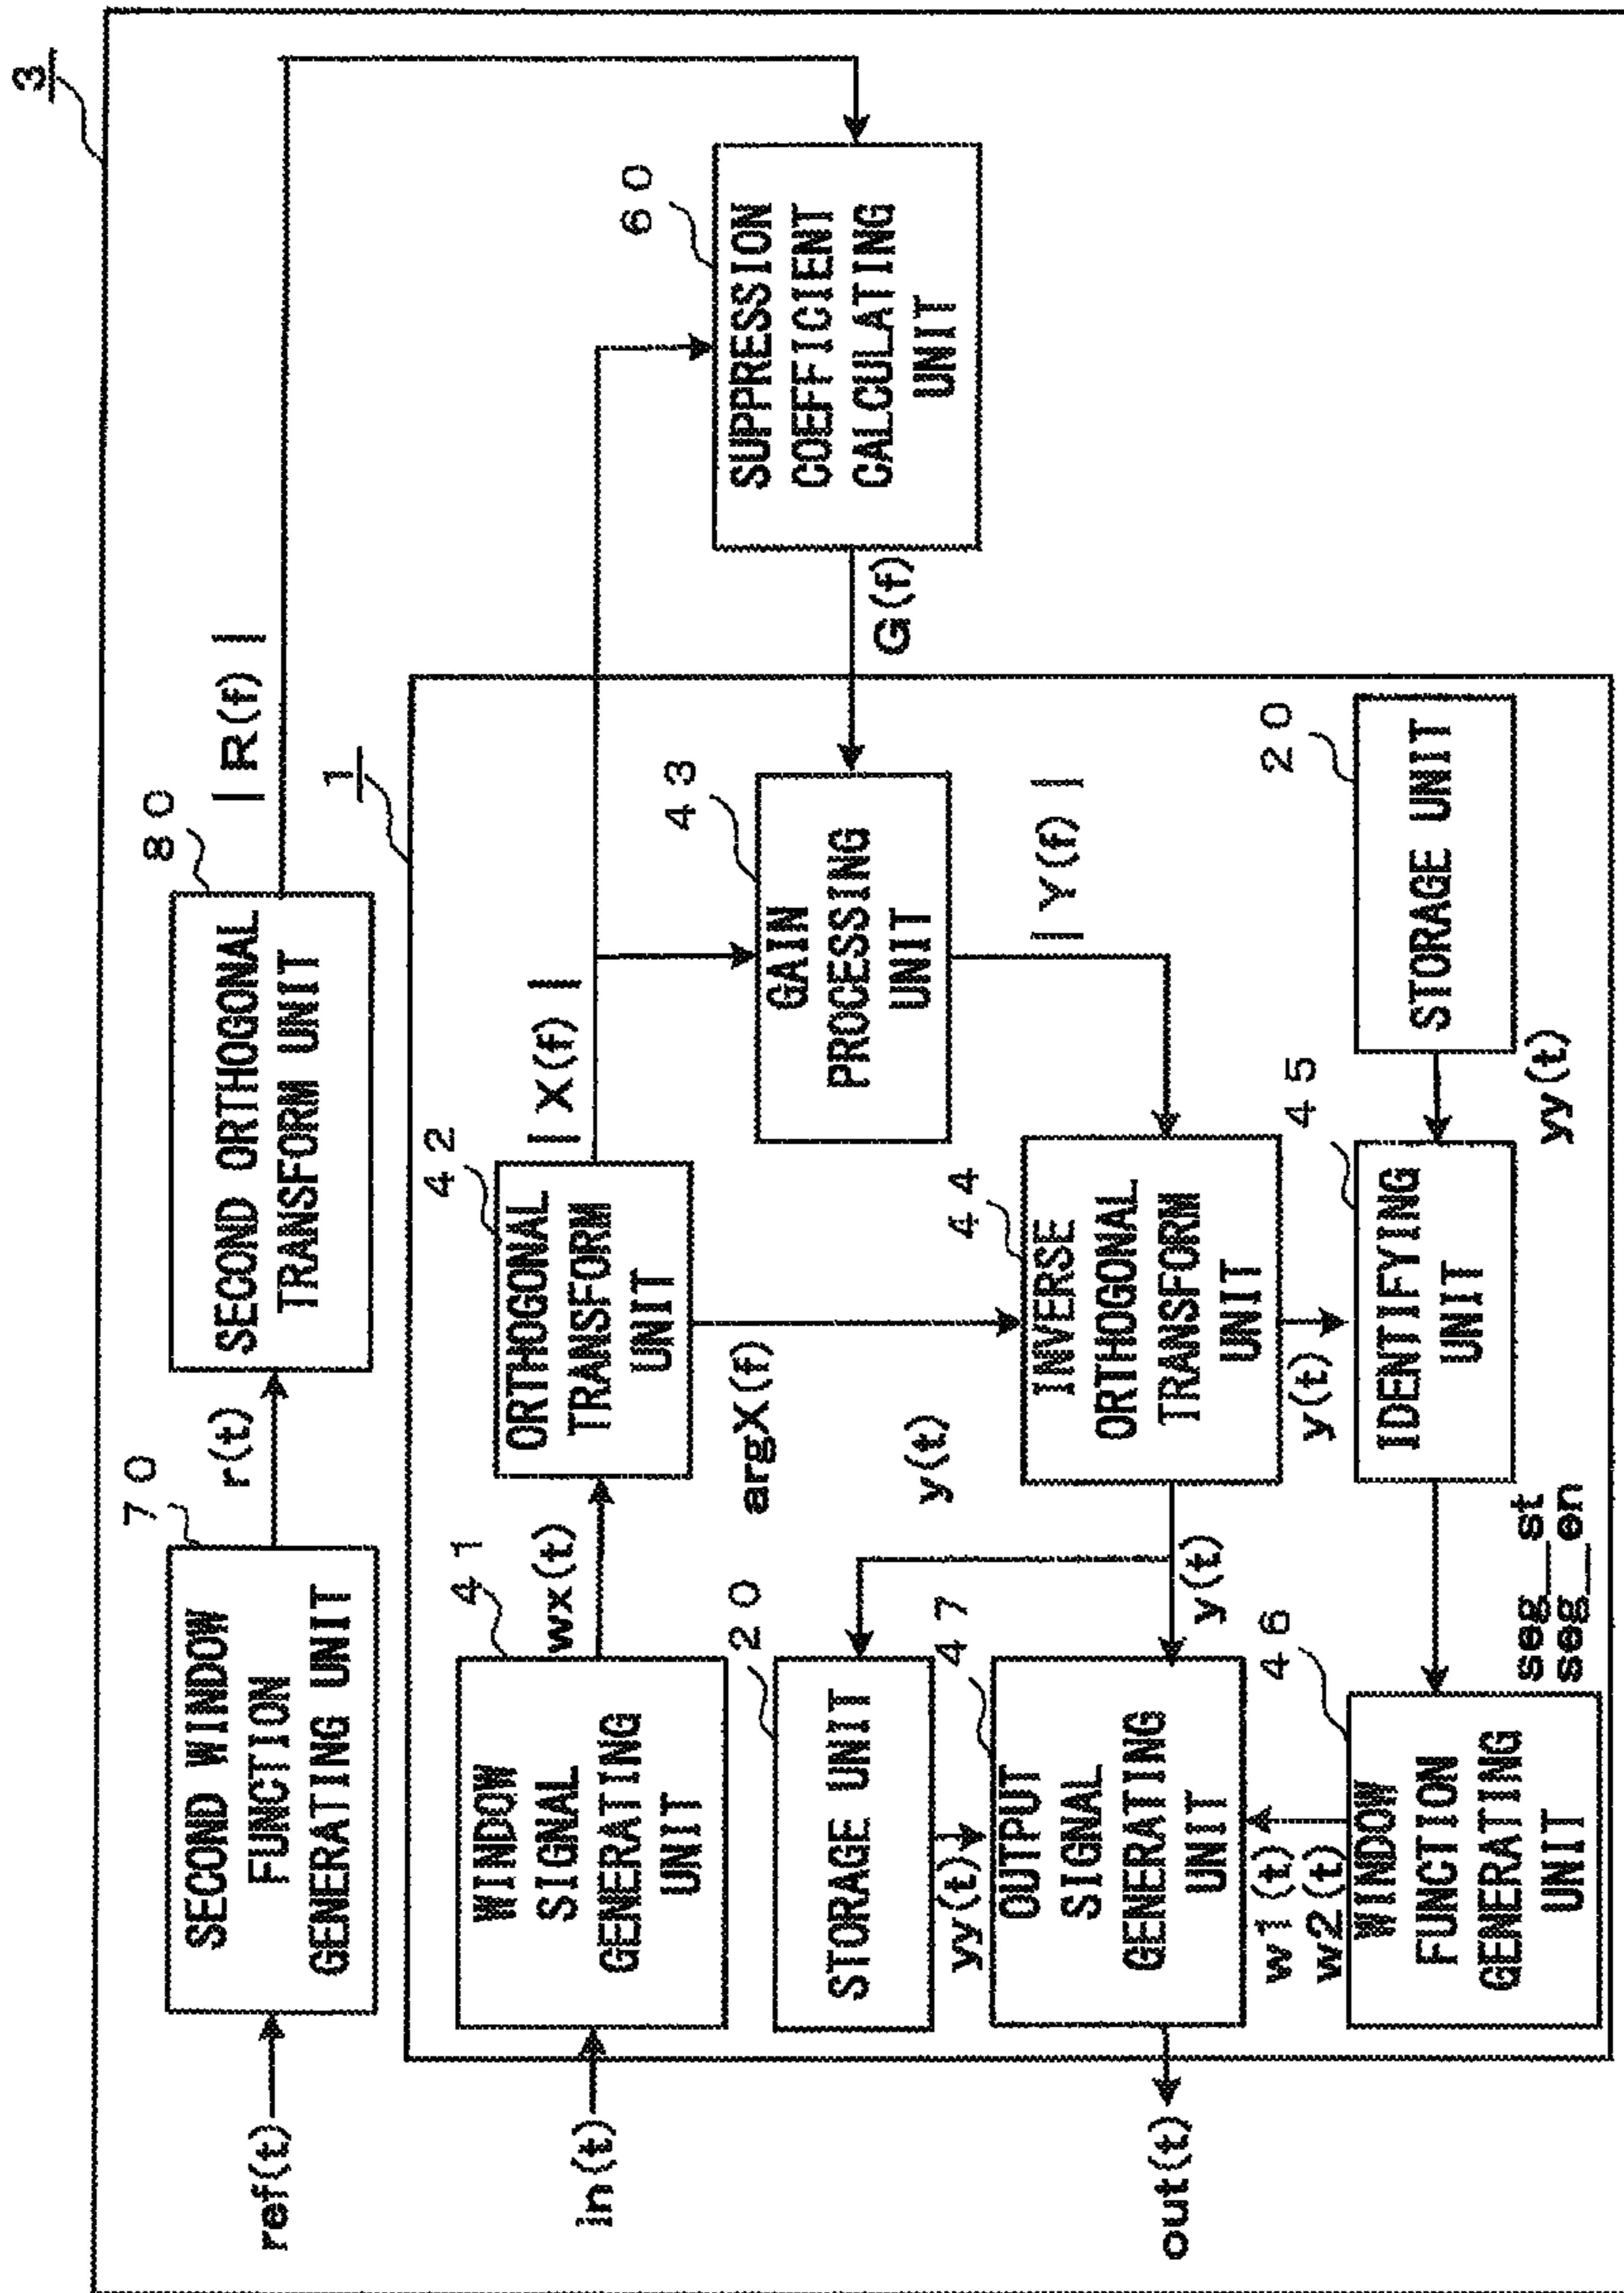 3
ref(t)
SECOND WINDOW
FUNCTION
GENERATING UNIT
70
r(t)
SECOND ORTHOGONAL
TRANSFORM UNIT
80
|R(f)|
1
in(t)
WINDOW
SIGNAL
GENERATING
UNIT
41
wx(t)
ORTHOGONAL
TRANSFORM
UNIT
42
|X(f)|
argX(f)
GAIN
PROCESSING
UNIT
43
G(f)
SUPPRESSION
COEFFICIENT
CALCULATING
UNIT
60
|Y(f)|
STORAGE UNIT
20
yy(t)
y(t)
INVERSE
ORTHOGONAL
TRANSFORM
UNIT
44
out(t)
OUTPUT
SIGNAL
GENERATING
UNIT
47
y(t)
y(t)
w1(t)
w2(t)
WINDOW
FUNCTION
GENERATING
UNIT
46
seg_st
seg_en
IDENTIFYING
UNIT
45
yy(t)
STORAGE UNIT
20